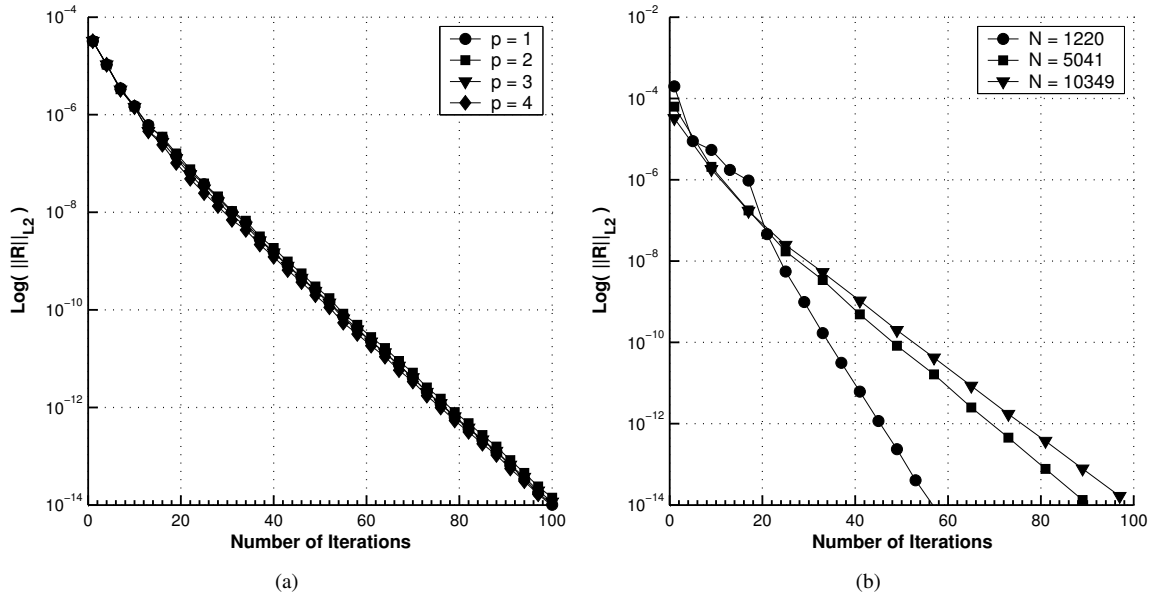 10⁻⁴
10⁻⁶
10⁻⁸
10⁻¹⁰
10⁻¹²
10⁻¹⁴
Log( ||R||L2 )
p = 1
p = 2
p = 3
p = 4
0 20 40 60 80 100
Number of Iterations
(a)
10⁻²
10⁻⁴
10⁻⁶
10⁻⁸
10⁻¹⁰
10⁻¹²
10⁻¹⁴
Log( ||R||L2 )
N = 1220
N = 5041
N = 10349
0 20 40 60 80 100
Number of Iterations
(b)